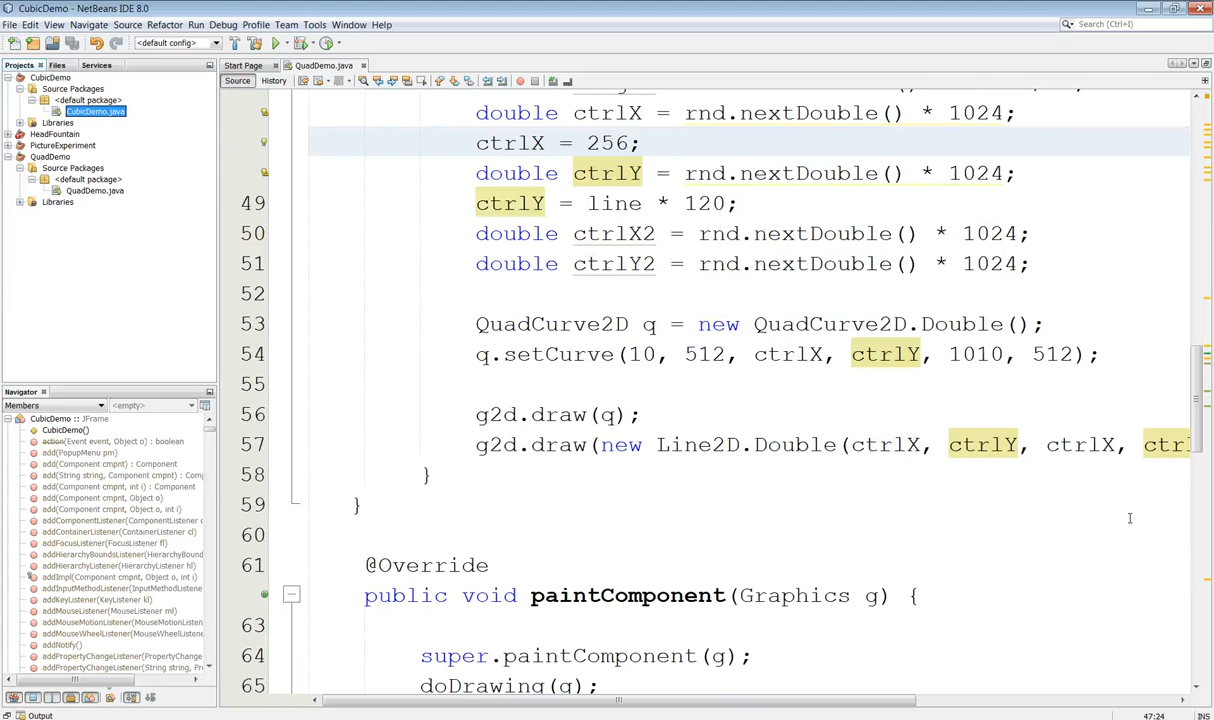 CubicDemo - NetBeans IDE 8.0
File Edit View Navigate Source Refactor Run Debug Profile Team Tools Window Help
Search (Ctrl+I)
<default config>
Projects Files Services
Start Page QuadDemo.java
Source History
CubicDemo
Source Packages
<default package>
CubicDemo.java
Libraries
HeadFountain
PictureExperiment
QuadDemo
Source Packages
<default package>
QuadDemo.java
Libraries
double ctrlX = rnd.nextDouble() * 1024;
ctrlX = 256;
double ctrlY = rnd.nextDouble() * 1024;
49 ctrlY = line * 120;
50 double ctrlX2 = rnd.nextDouble() * 1024;
51 double ctrlY2 = rnd.nextDouble() * 1024;
52
53 QuadCurve2D q = new QuadCurve2D.Double();
54 q.setCurve(10, 512, ctrlX, ctrlY, 1010, 512);
55
56 g2d.draw(q);
57 g2d.draw(new Line2D.Double(ctrlX, ctrlY, ctrlX, ctrl
58 }
59 }
60
61 @Override
public void paintComponent(Graphics g) {
63
64 super.paintComponent(g);
65 doDrawing(g);
Navigator
Members <empty>
CubicDemo :: JFrame
CubicDemo()
action(Event event, Object o) : boolean
add(PopupMenu pm)
add(Component cmpnt) : Component
add(String string, Component cmpnt) : Compon
add(Component cmpnt, int i) : Component
add(Component cmpnt, Object o)
add(Component cmpnt, Object o, int i)
addComponentListener(ComponentListener c
addContainerListener(ContainerListener cl)
addFocusListener(FocusListener fl)
addHierarchyBoundsListener(HierarchyBounds
addHierarchyListener(HierarchyListener hl)
addImpl(Component cmpnt, Object o, int i)
addInputMethodListener(InputMethodListene
addKeyListener(KeyListener kl)
addMouseListener(MouseListener ml)
addMouseMotionListener(MouseMotionListene
addMouseWheelListener(MouseWheelListener
addNotify()
addPropertyChangeListener(PropertyChange
addPropertyChangeListener(String string, Pro
Output
47:24 INS